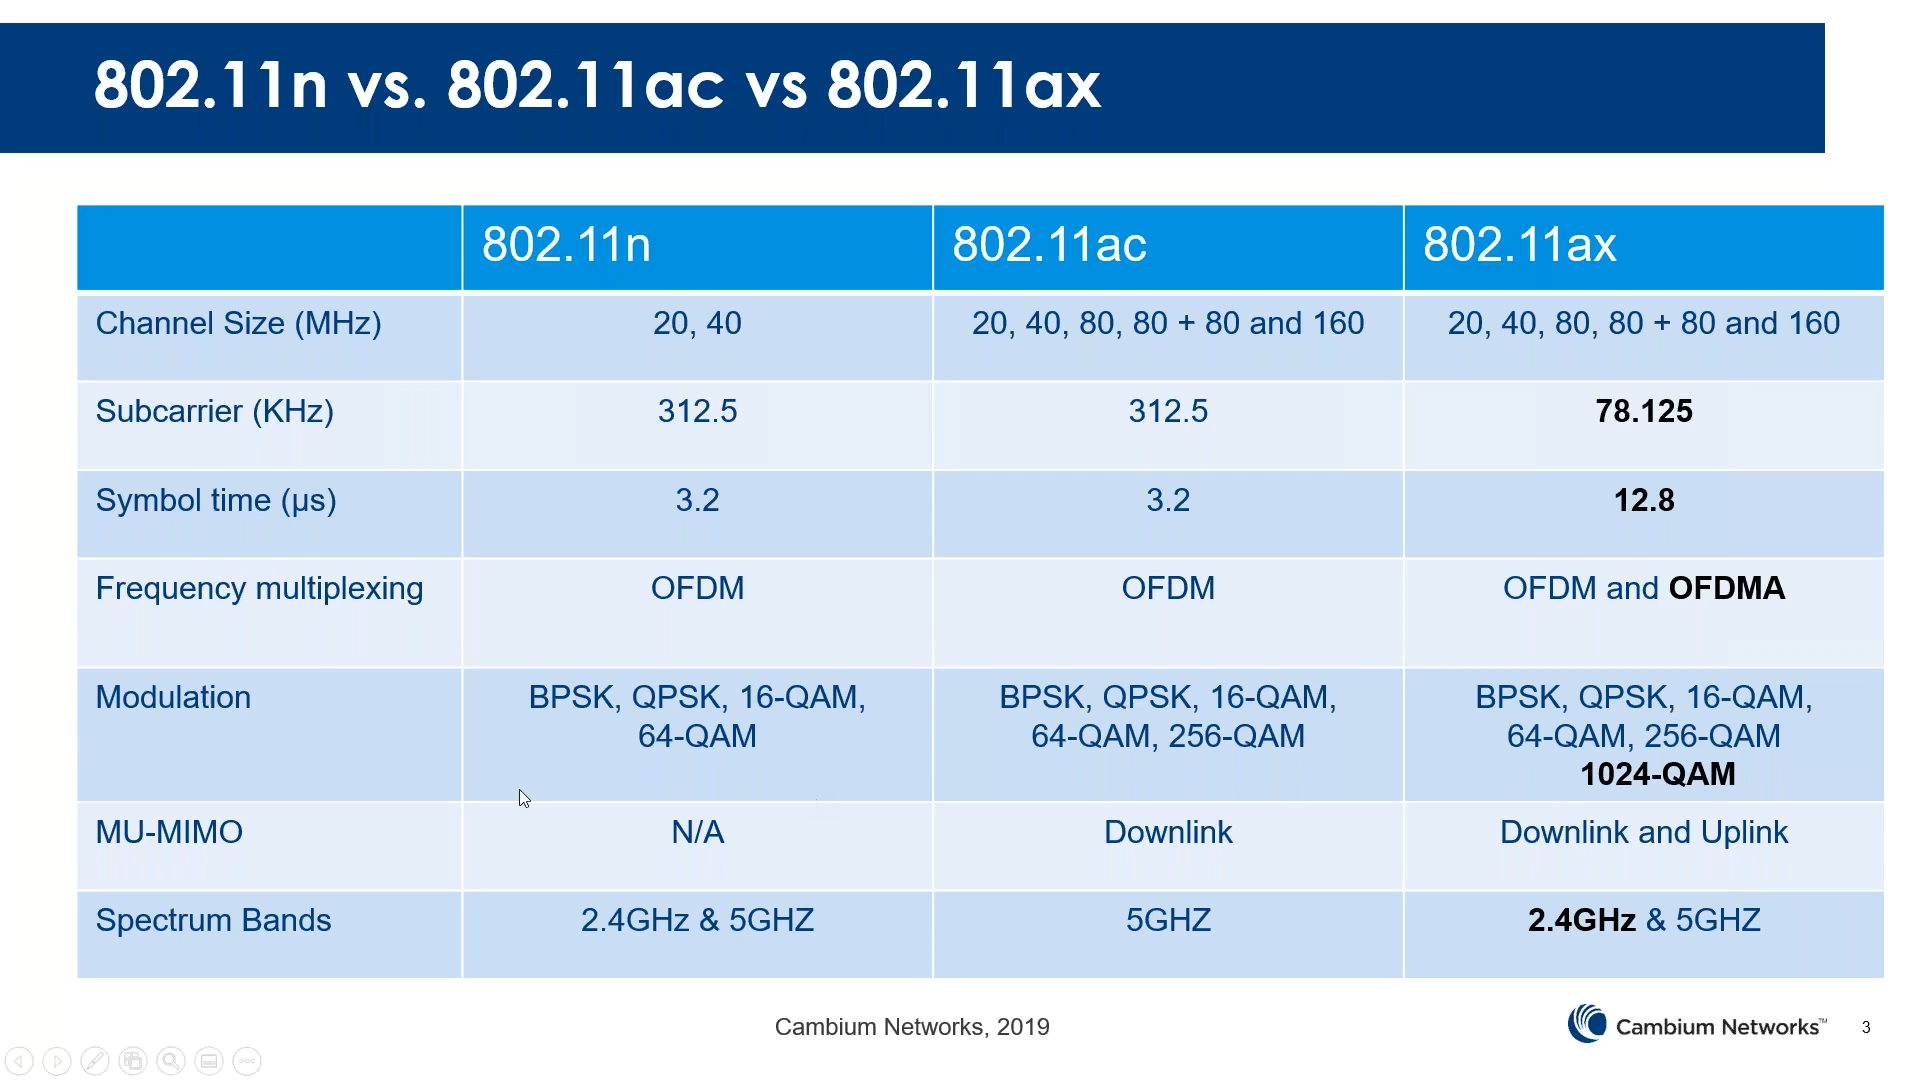 802.11n vs. 802.11ac vs 802.11ax
802.11n 802.11ac 802.11ax
Channel Size (MHz) 20, 40 20, 40, 80, 80 + 80 and 160 20, 40, 80, 80 + 80 and 160
Subcarrier (KHz) 312.5 312.5 78.125
Symbol time (µs) 3.2 3.2 12.8
Frequency multiplexing OFDM OFDM OFDM and OFDMA
Modulation BPSK, QPSK, 16-QAM, BPSK, QPSK, 16-QAM, BPSK, QPSK, 16-QAM,
64-QAM 64-QAM, 256-QAM 64-QAM, 256-QAM
1024-QAM
MU-MIMO N/A Downlink Downlink and Uplink
Spectrum Bands 2.4GHz & 5GHZ 5GHZ 2.4GHz & 5GHZ
Cambium Networks, 2019
Cambium Networks™ 3